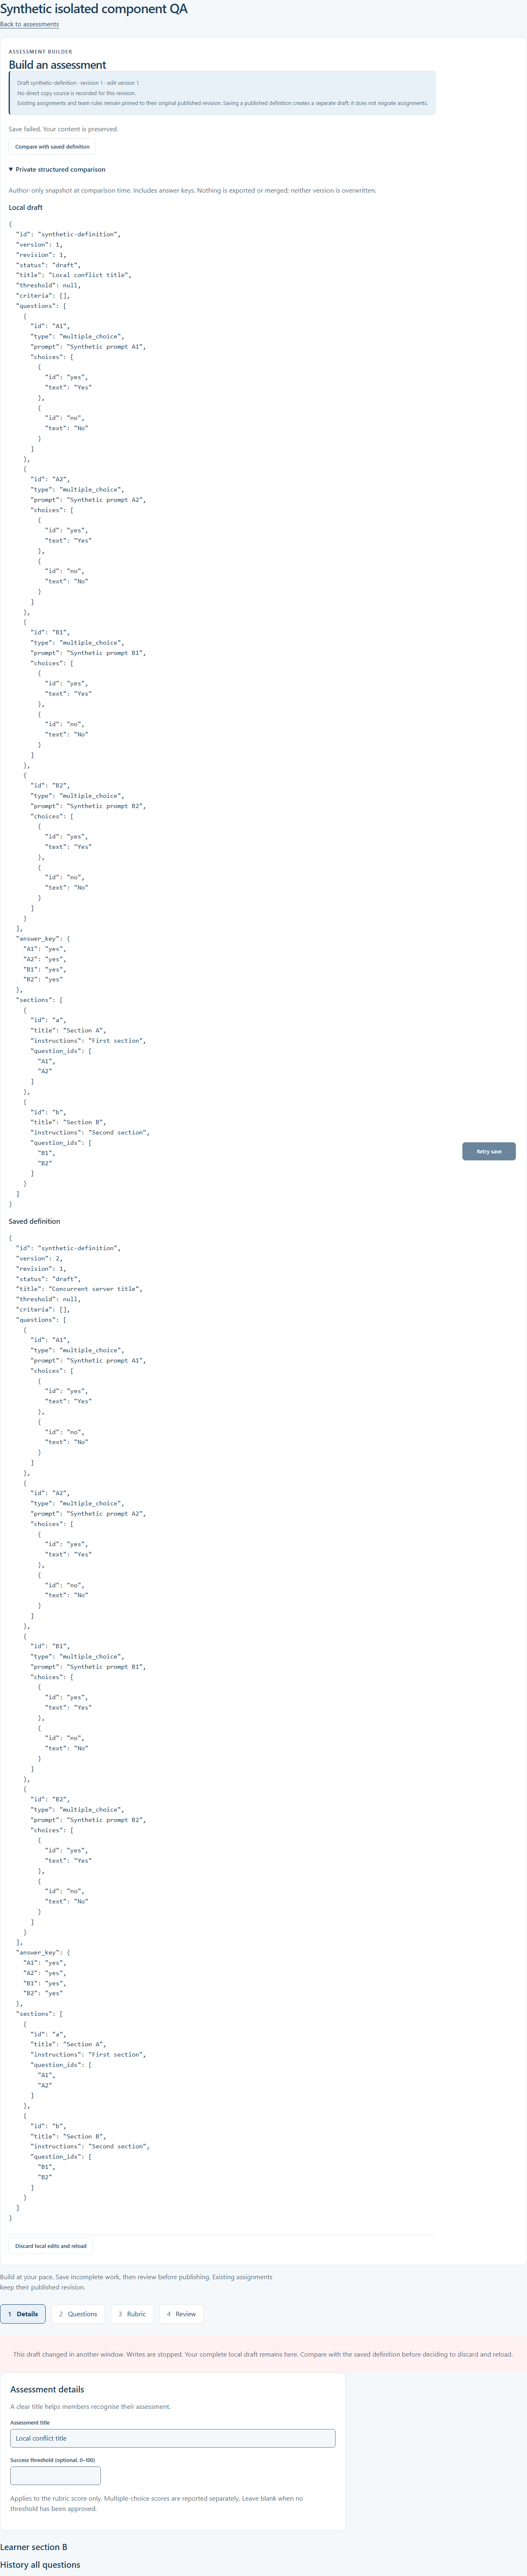 Synthetic isolated component QA
Back to assessments
ASSESSMENT BUILDER
Build an assessment
Draft synthetic-definition · revision 1 · edit version 1
No direct copy source is recorded for this revision.
Existing assignments and team rules remain pinned to their original published revision. Saving a published definition creates a separate draft; it does not migrate assignments.
Save failed. Your content is preserved.
Compare with saved definition
▼ Private structured comparison
Author-only snapshot at comparison time. Includes answer keys. Nothing is exported or merged; neither version is overwritten.
Local draft
{
  "id": "synthetic-definition",
  "version": 1,
  "revision": 1,
  "status": "draft",
  "title": "Local conflict title",
  "threshold": null,
  "criteria": [],
  "questions": [
    {
      "id": "A1",
      "type": "multiple_choice",
      "prompt": "Synthetic prompt A1",
      "choices": [
        {
          "id": "yes",
          "text": "Yes"
        },
        {
          "id": "no",
          "text": "No"
        }
      ]
    },
    {
      "id": "A2",
      "type": "multiple_choice",
      "prompt": "Synthetic prompt A2",
      "choices": [
        {
          "id": "yes",
          "text": "Yes"
        },
        {
          "id": "no",
          "text": "No"
        }
      ]
    },
    {
      "id": "B1",
      "type": "multiple_choice",
      "prompt": "Synthetic prompt B1",
      "choices": [
        {
          "id": "yes",
          "text": "Yes"
        },
        {
          "id": "no",
          "text": "No"
        }
      ]
    },
    {
      "id": "B2",
      "type": "multiple_choice",
      "prompt": "Synthetic prompt B2",
      "choices": [
        {
          "id": "yes",
          "text": "Yes"
        },
        {
          "id": "no",
          "text": "No"
        }
      ]
    }
  ],
  "answer_key": {
    "A1": "yes",
    "A2": "yes",
    "B1": "yes",
    "B2": "yes"
  },
  "sections": [
    {
      "id": "a",
      "title": "Section A",
      "instructions": "First section",
      "question_ids": [
        "A1",
        "A2"
      ]
    },
    {
      "id": "b",
      "title": "Section B",
      "instructions": "Second section",
      "question_ids": [
        "B1",
        "B2"
      ]
    }
  ]
}
Retry save
Saved definition
{
  "id": "synthetic-definition",
  "version": 2,
  "revision": 1,
  "status": "draft",
  "title": "Concurrent server title",
  "threshold": null,
  "criteria": [],
  "questions": [
    {
      "id": "A1",
      "type": "multiple_choice",
      "prompt": "Synthetic prompt A1",
      "choices": [
        {
          "id": "yes",
          "text": "Yes"
        },
        {
          "id": "no",
          "text": "No"
        }
      ]
    },
    {
      "id": "A2",
      "type": "multiple_choice",
      "prompt": "Synthetic prompt A2",
      "choices": [
        {
          "id": "yes",
          "text": "Yes"
        },
        {
          "id": "no",
          "text": "No"
        }
      ]
    },
    {
      "id": "B1",
      "type": "multiple_choice",
      "prompt": "Synthetic prompt B1",
      "choices": [
        {
          "id": "yes",
          "text": "Yes"
        },
        {
          "id": "no",
          "text": "No"
        }
      ]
    },
    {
      "id": "B2",
      "type": "multiple_choice",
      "prompt": "Synthetic prompt B2",
      "choices": [
        {
          "id": "yes",
          "text": "Yes"
        },
        {
          "id": "no",
          "text": "No"
        }
      ]
    }
  ],
  "answer_key": {
    "A1": "yes",
    "A2": "yes",
    "B1": "yes",
    "B2": "yes"
  },
  "sections": [
    {
      "id": "a",
      "title": "Section A",
      "instructions": "First section",
      "question_ids": [
        "A1",
        "A2"
      ]
    },
    {
      "id": "b",
      "title": "Section B",
      "instructions": "Second section",
      "question_ids": [
        "B1",
        "B2"
      ]
    }
  ]
}
Discard local edits and reload
Build at your pace. Save incomplete work, then review before publishing. Existing assignments
keep their published revision.
1 Details 2 Questions 3 Rubric 4 Review
This draft changed in another window. Writes are stopped. Your complete local draft remains here. Compare with the saved definition before deciding to discard and reload.
Assessment details
A clear title helps members recognise their assessment.
Assessment title
Local conflict title
Success threshold (optional, 0–100)
Applies to the rubric score only. Multiple-choice scores are reported separately. Leave blank when no
threshold has been approved.
Learner section B
History all questions